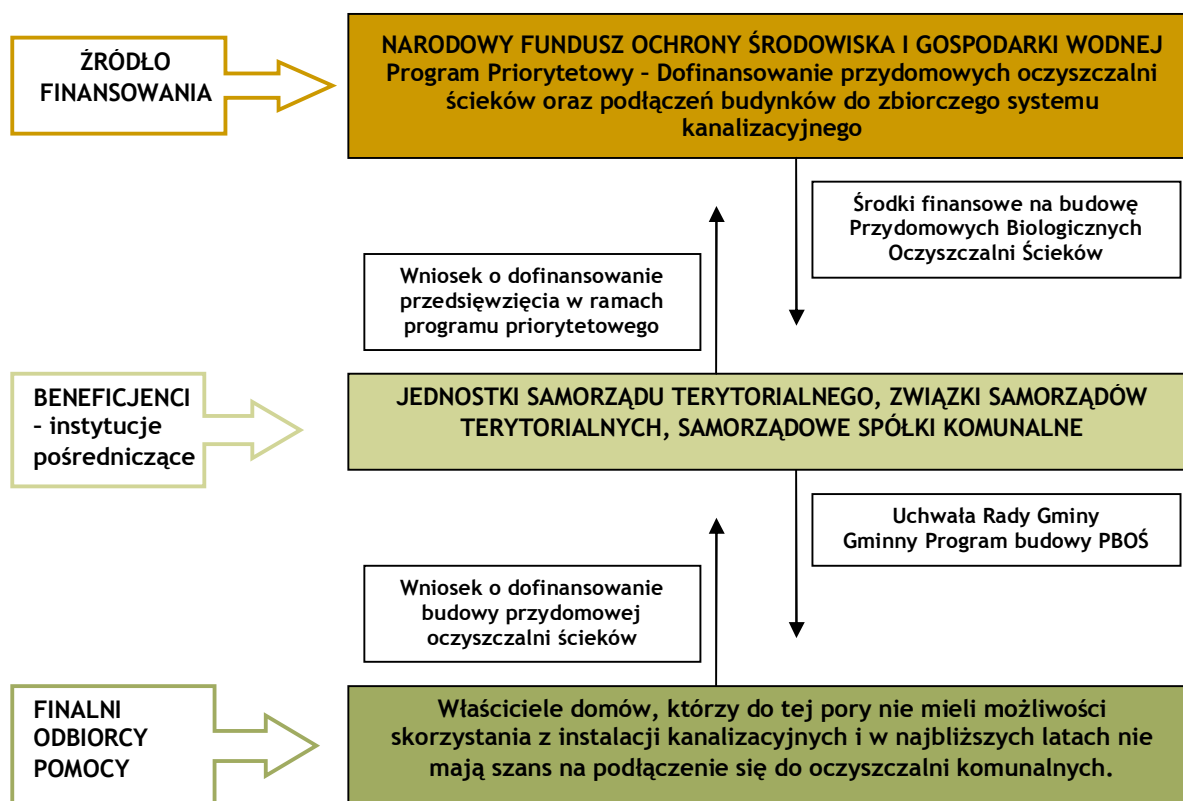 ŹRÓDŁO
FINANSOWANIA
NARODOWY FUNDUSZ OCHRONY ŚRODOWISKA I GOSPODARKI WODNEJ
Program Priorytetowy – Dofinansowanie przydomowych oczyszczalni
ścieków oraz podłączeń budynków do zbiorczego systemu
kanalizacyjnego
Środki finansowe na budowę
Przydomowych Biologicznych
Oczyszczalni Ścieków
Wniosek o dofinansowanie
przedsięwzięcia w ramach
programu priorytetowego
BENEFICJENCI
– instytucje
pośredniczące
JEDNOSTKI SAMORZĄDU TERYTORIALNEGO, ZWIĄZKI SAMORZĄDÓW
TERYTORIALNYCH, SAMORZĄDOWE SPÓŁKI KOMUNALNE
Uchwała Rady Gminy
Gminny Program budowy PBOŚ
Wniosek o dofinansowanie
budowy przydomowej
oczyszczalni ścieków
FINALNI
ODBIORCY
POMOCY
Właściciele domów, którzy do tej pory nie mieli możliwości
skorzystania z instalacji kanalizacyjnych i w najbliższych latach nie
mają szans na podłączenie się do oczyszczalni komunalnych.